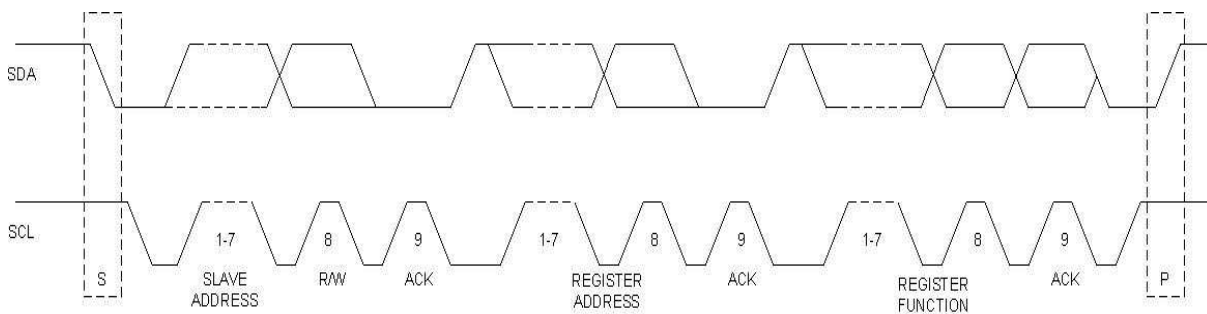 SDA
SCL
1-7 8 9 1-7 8 9 1-7 8 9
S SLAVE ADDRESS R/W ACK REGISTER ADDRESS ACK REGISTER FUNCTION ACK P